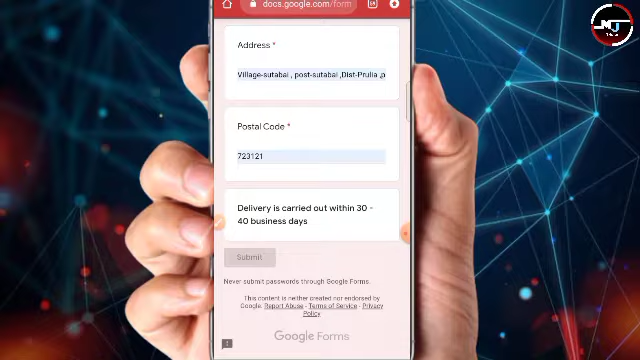 docs.google.com/form
Address *
Village-sutabai , post-sutabai ,Dist-Prulia ,p
Postal Code *
723121
Delivery is carried out within 30 -
40 business days
Submit
Never submit passwords through Google Forms.
This content is neither created nor endorsed by
Google. Report Abuse - Terms of Service - Privacy
Policy
Google Forms